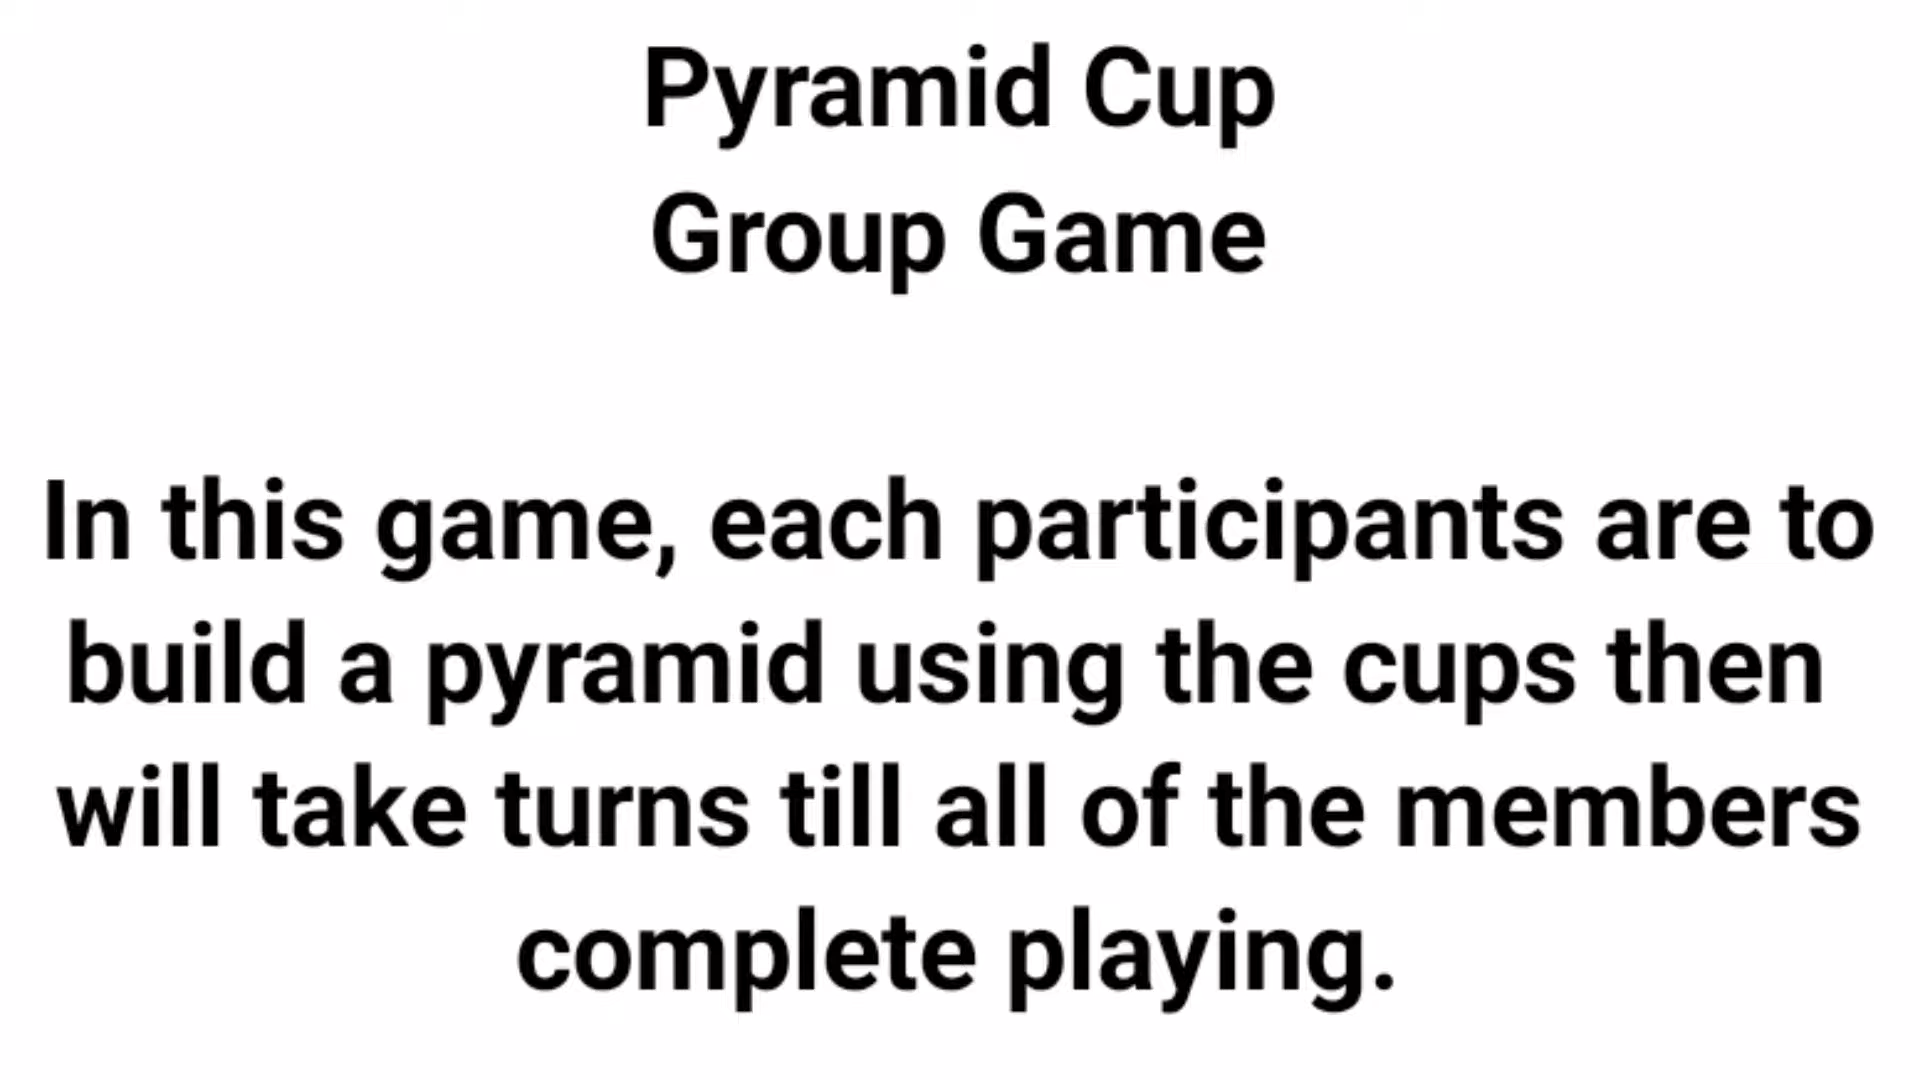 Pyramid Cup
Group Game
In this game, each participants are to
build a pyramid using the cups then
will take turns till all of the members
complete playing.